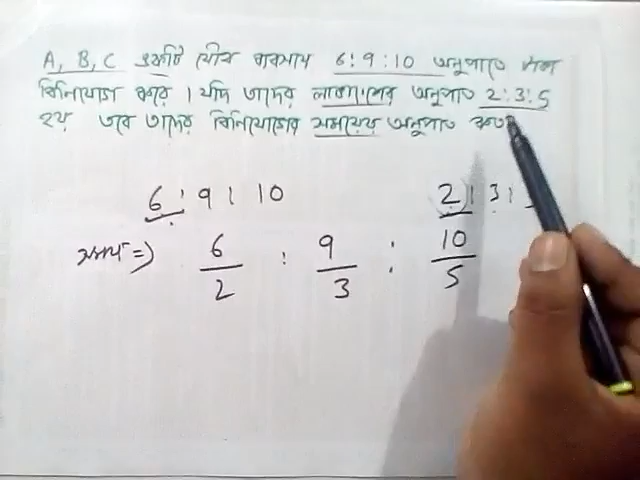 A, B, C একটি যৌথ ব্যবসায় 6:9:10 অনুপাতে
বিনিয়োগ করে। যদি তাদের লাভাংশের অনুপাত 2:3:5
হয় তবে তাদের বিনিয়োগের সময়ের অনুপাত কত
6 : 9 : 10 2 : 3 :
সময় => 6/2 : 9/3 : 10/5